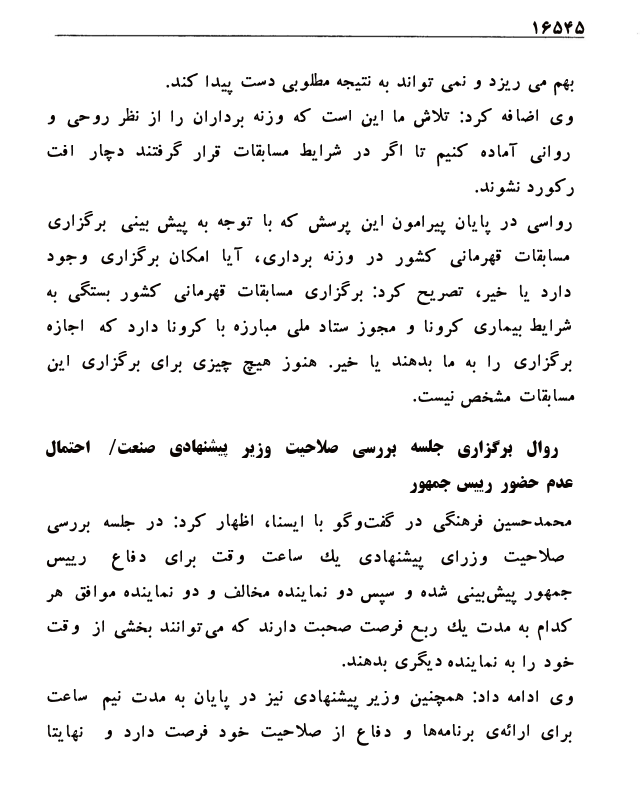 ۱۶۵۴۵
بهم می ریزد و نمی تواند به نتیجه مطلوبی دست پیدا کند.
وی اضافه کرد: تلاش ما این است که وزنه برداران را از نظر روحی و
روانی آماده کنیم تا اگر در شرایط مسابقات قرار گرفتند دچار افت
رکورد نشوند.
رواسی در پایان پیرامون این پرسش که با توجه به پیش بینی برگزاری
مسابقات قهرمانی کشور در وزنه برداری، آیا امکان برگزاری وجود
دارد یا خیر، تصریح کرد: برگزاری مسابقات قهرمانی کشور بستگی به
شرایط بیماری کرونا و مجوز ستاد ملی مبارزه با کرونا دارد که اجازه
برگزاری را به ما بدهند یا خیر. هنوز هیچ چیزی برای برگزاری این
مسابقات مشخص نیست.
روال برگزاری جلسه بررسی صلاحیت وزیر پیشنهادی صنعت/ احتمال
عدم حضور رییس جمهور
محمدحسین فرهنگی در گفت‌وگو با ایسنا، اظهار کرد: در جلسه بررسی
صلاحیت وزرای پیشنهادی یك ساعت وقت برای دفاع رییس
جمهور پیش‌بینی شده و سپس دو نماینده مخالف و دو نماینده موافق هر
کدام به مدت یك ربع فرصت صحبت دارند که می‌توانند بخشی از وقت
خود را به نماینده دیگری بدهند.
وی ادامه داد: همچنین وزیر پیشنهادی نیز در پایان به مدت نیم ساعت
برای ارائه‌ی برنامه‌ها و دفاع از صلاحیت خود فرصت دارد و نهایتا